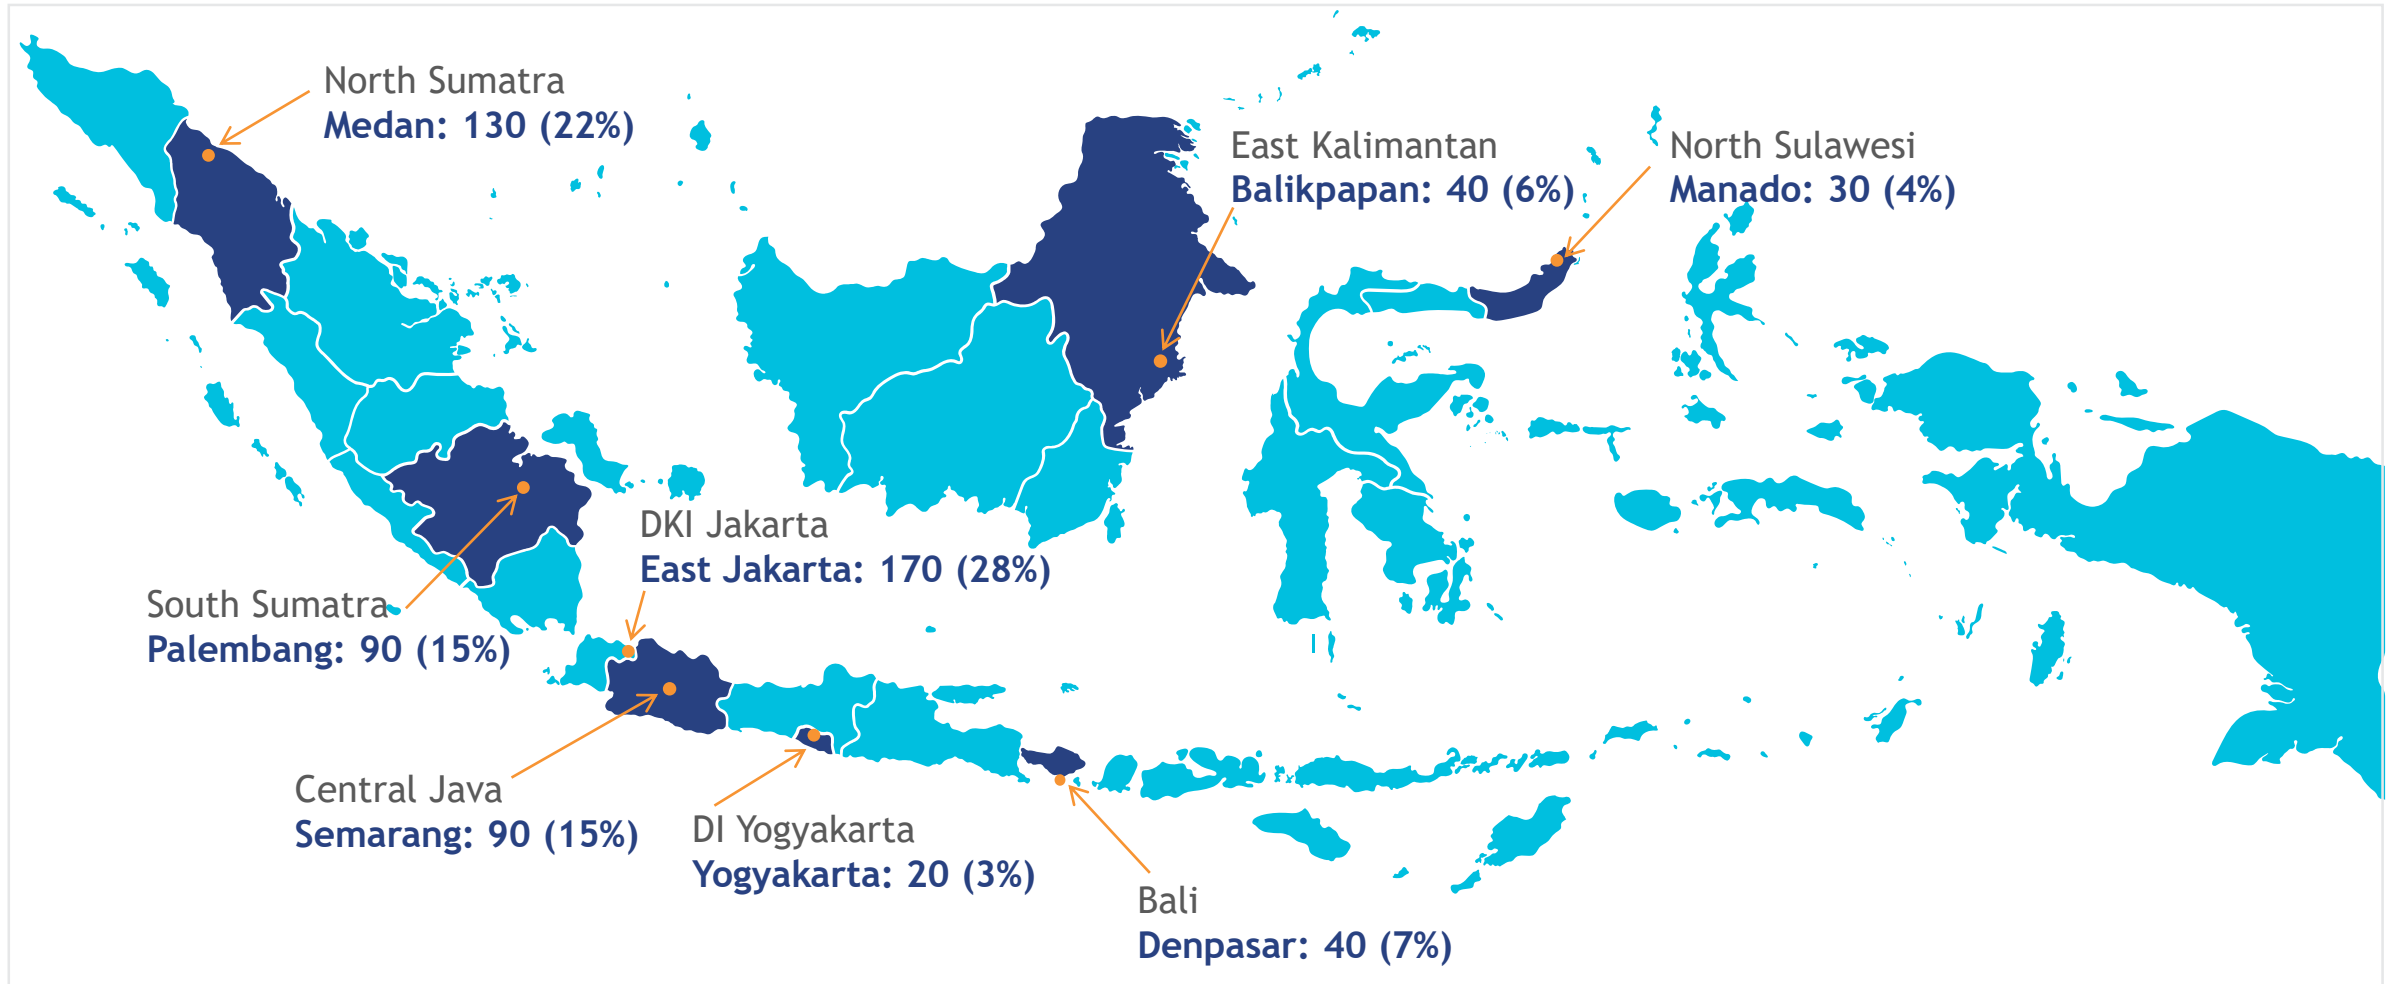 North Sumatra
Medan: 130 (22%)
East Kalimantan
Balikpapan: 40 (6%)
North Sulawesi
Manado: 30 (4%)
DKI Jakarta
East Jakarta: 170 (28%)
South Sumatra
Palembang: 90 (15%)
Central Java
Semarang: 90 (15%)
DI Yogyakarta
Yogyakarta: 20 (3%)
Bali
Denpasar: 40 (7%)